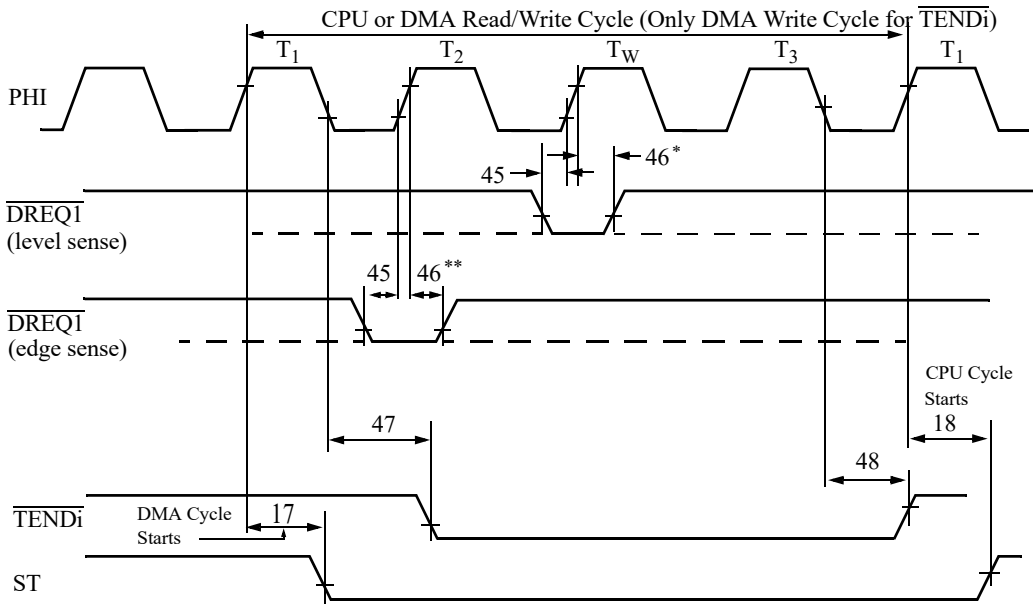 CPU or DMA Read/Write Cycle (Only DMA Write Cycle for TENDi)
T1 T2 TW T3 T1
PHI
45 46*
DREQ1
(level sense)
45 46**
DREQ1
(edge sense)
CPU Cycle
Starts
47 18
48
TENDi
DMA Cycle
Starts
17
ST